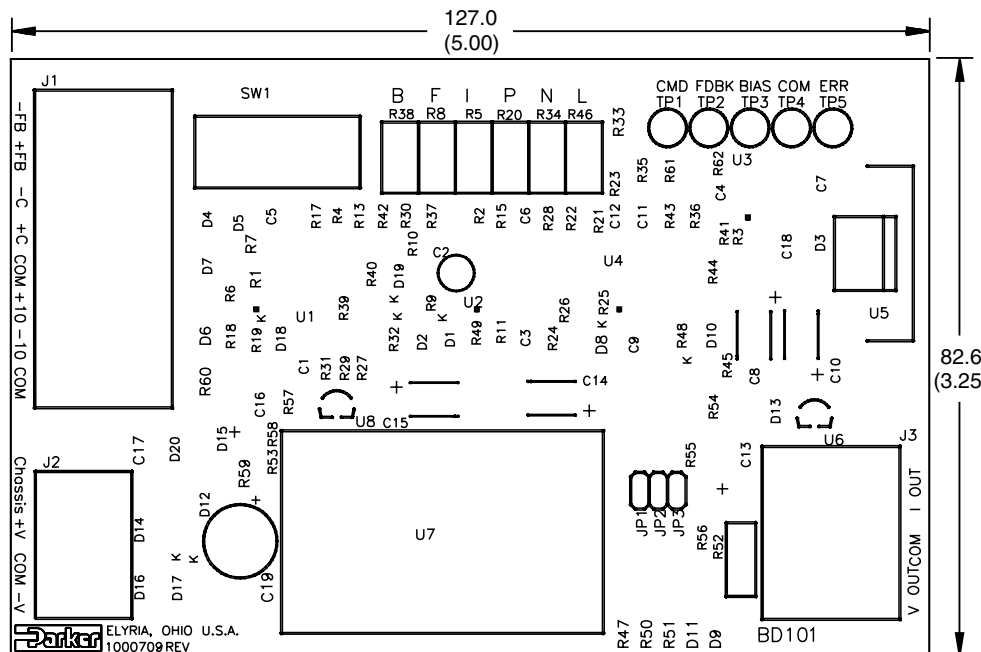 127.0
(5.00)
J1
-FB +FB -C +C COM +10 -10 COM
SW1
B F I P N L
R38 R8 R5 R20 R34 R46
R33
CMD FDBK BIAS COM ERR
TP1 TP2 TP3 TP4 TP5
U3
R35 R61 R62 C4 C7
R23
D4 D5 C5 R17 R4 R13 R42 R30 R37 R2 R15 C6 R28 R22 R21 C12 C11 R43 R36
R7 R10 C2 R41 R3 C18 D3
D7 R6 R1 R40 D19 U4 R44
K R9 U2 R26 R25 U5
U1 R39 K K
D6 R18 R19 D18 R32 D2 D1 R49 R11 C3 R24 D8 K C9 R48 D10
+
K R45 C8 + C10
82.6
(3.25
R60 C1 R31 R29 R27
C16 R57 + C14
C15 +
U8
R54 D13
U6 J3
J2
C17 D20 D15 + R58
R53
R59 D12 +
R55 C13
+
Chassis +V COM -V
D14
D16
K K
D17 C19
U7
JP1 JP2 JP3
R56 R52
I OUT
V OUT COM
Parker
ELYRIA, OHIO U.S.A.
1000709 REV
R47 R50 R51 D11 D9
BD101